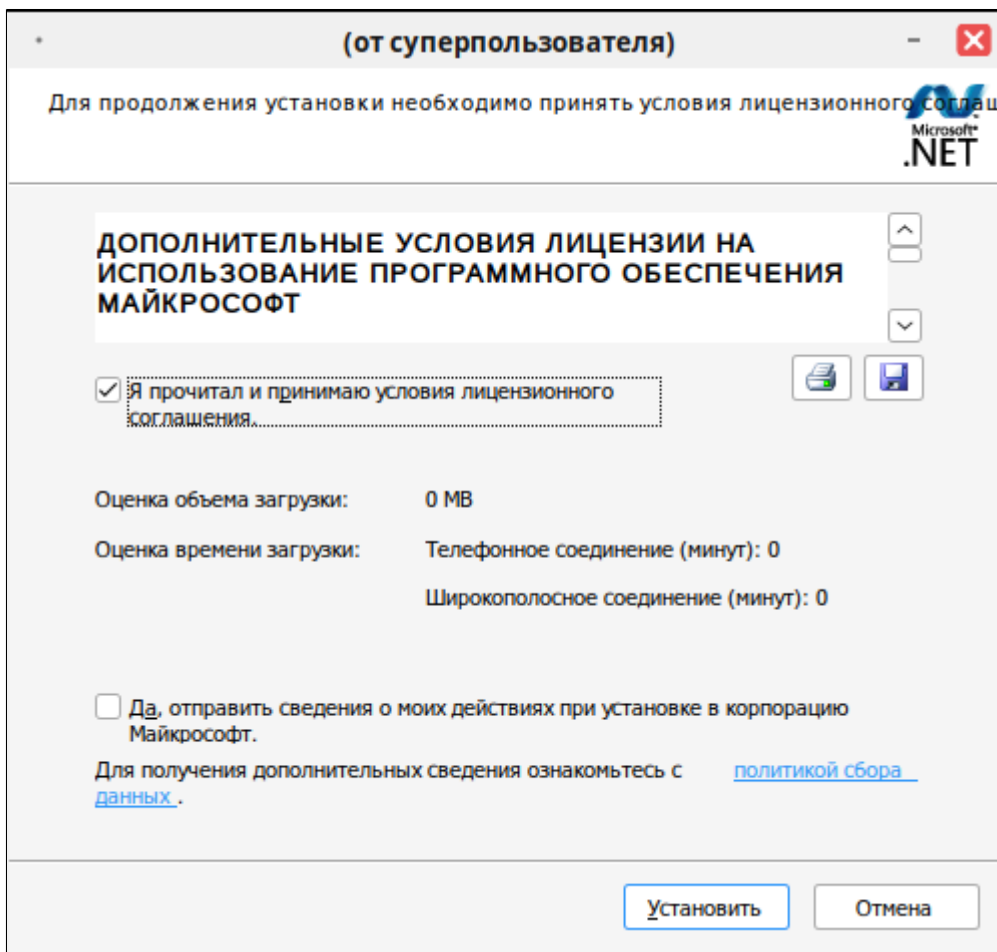 (от суперпользователя)
Для продолжения установки необходимо принять условия лицензионного соглаш
Microsoft
.NET
ДОПОЛНИТЕЛЬНЫЕ УСЛОВИЯ ЛИЦЕНЗИИ НА
ИСПОЛЬЗОВАНИЕ ПРОГРАММНОГО ОБЕСПЕЧЕНИЯ
МАЙКРОСОФТ
Я прочитал и принимаю условия лицензионного
соглашения.
Оценка объема загрузки: 0 MB
Оценка времени загрузки: Телефонное соединение (минут): 0
Широкополосное соединение (минут): 0
Да, отправить сведения о моих действиях при установке в корпорацию
Майкрософт.
Для получения дополнительных сведения ознакомьтесь с политикой сбора
данных .
Установить Отмена